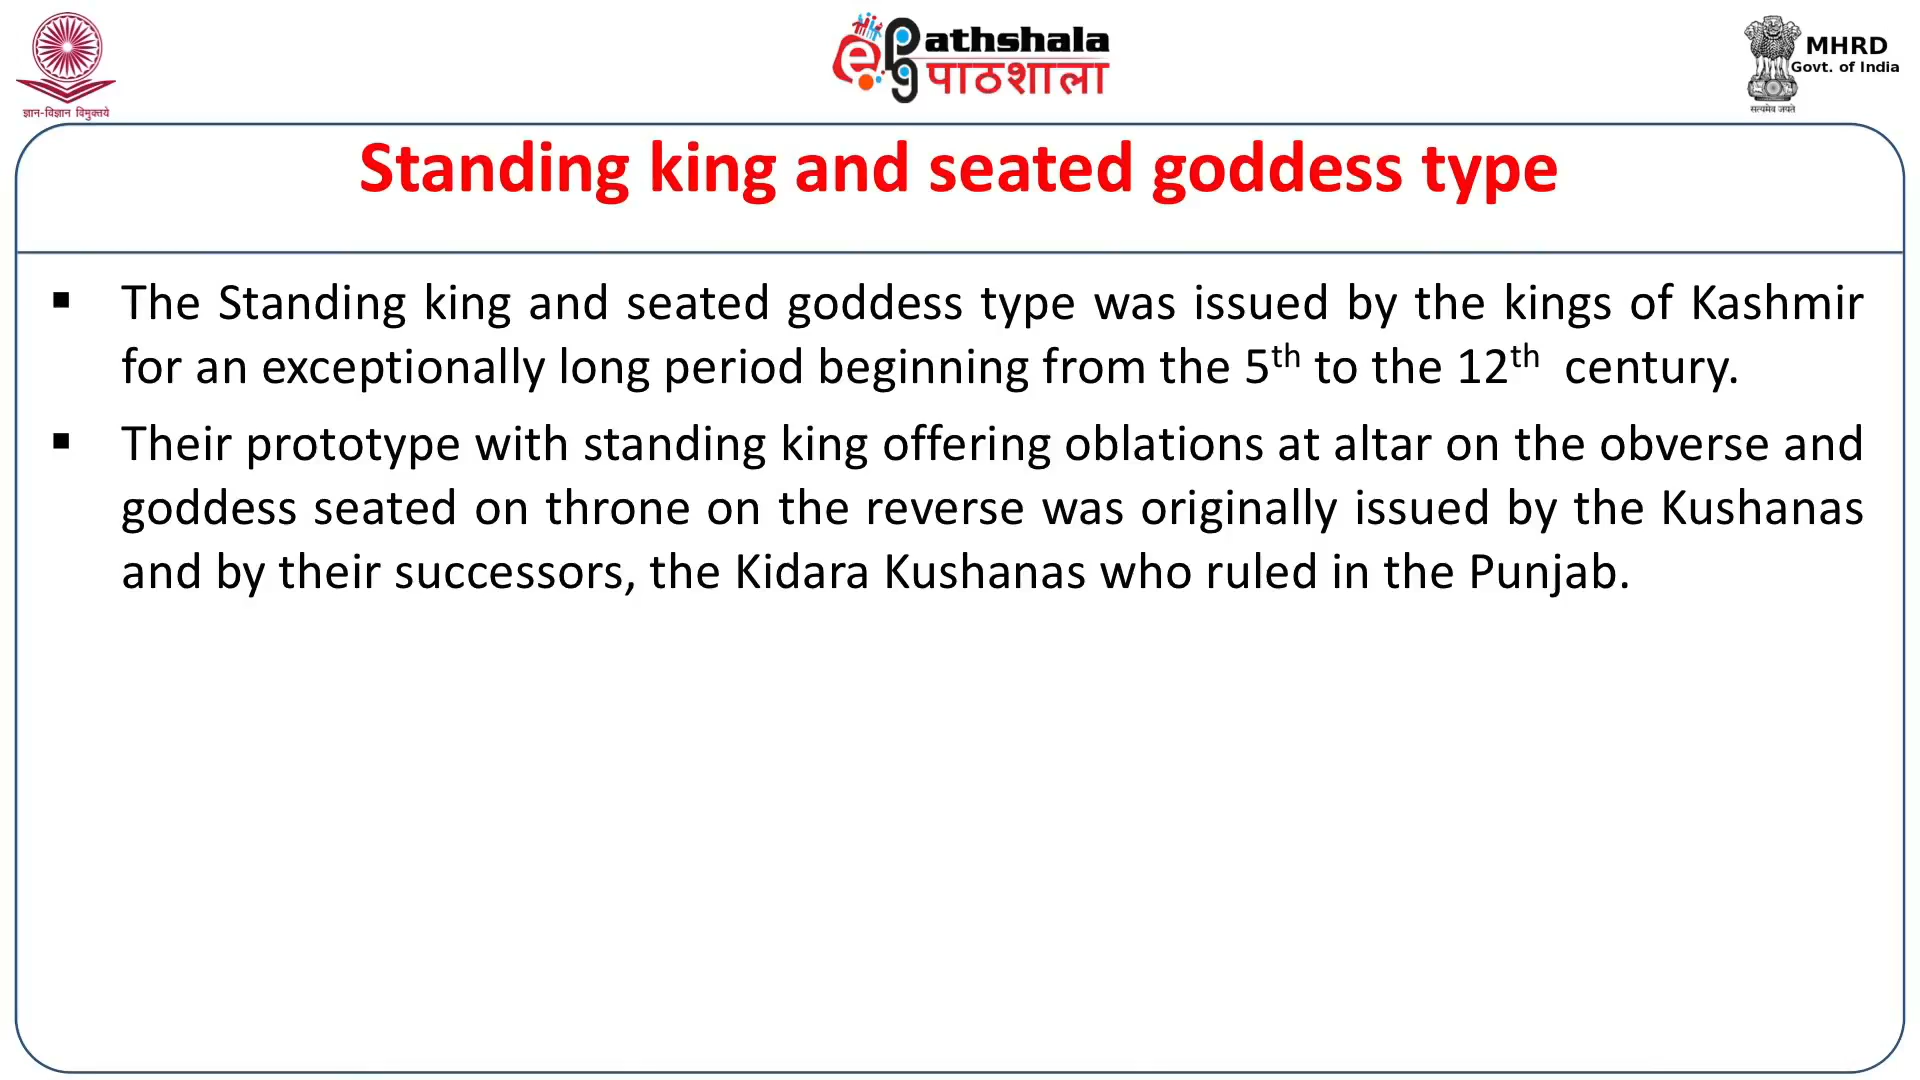 ज्ञान-विज्ञान विमुक्तये
ePathshala
पाठशाला
MHRD
Govt. of India
सत्यमेव जयते
Standing king and seated goddess type
▪ The Standing king and seated goddess type was issued by the kings of Kashmir
for an exceptionally long period beginning from the 5th to the 12th century.
▪ Their prototype with standing king offering oblations at altar on the obverse and
goddess seated on throne on the reverse was originally issued by the Kushanas
and by their successors, the Kidara Kushanas who ruled in the Punjab.